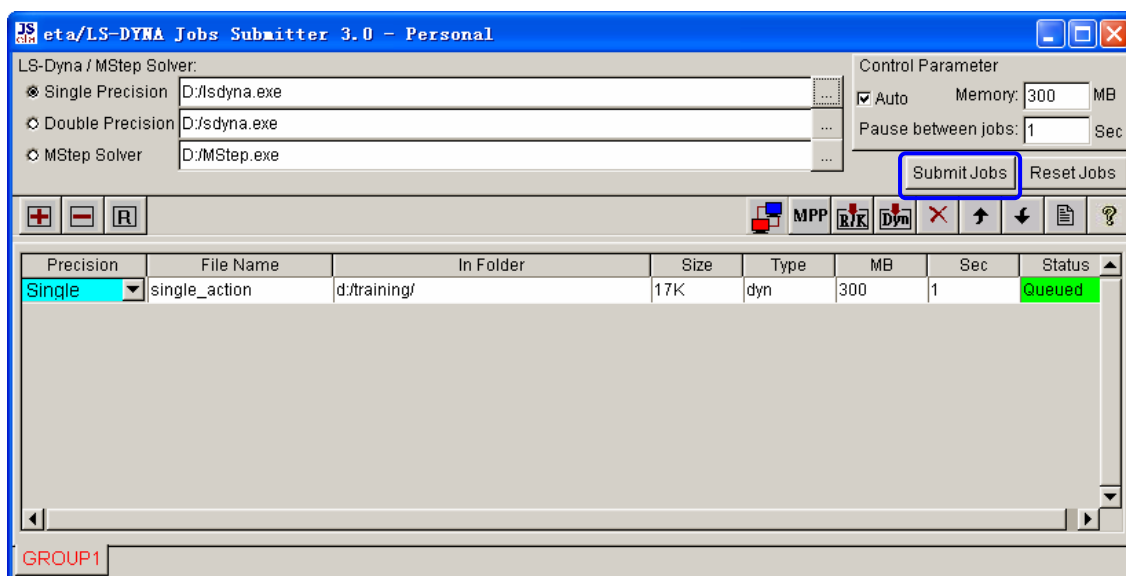 JS eta eta/LS-DYNA Jobs Submitter 3.0 - Personal
LS-Dyna / MStep Solver:
Single Precision D:/lsdyna.exe ...
Double Precision D:/sdyna.exe ...
MStep Solver D:/MStep.exe ...
Control Parameter
Auto Memory: 300 MB
Pause between jobs: 1 Sec
Submit Jobs Reset Jobs
R MPP R/K Dyn ?
Precision File Name In Folder Size Type MB Sec Status
Single single_action d:/training/ 17K dyn 300 1 Queued
GROUP1